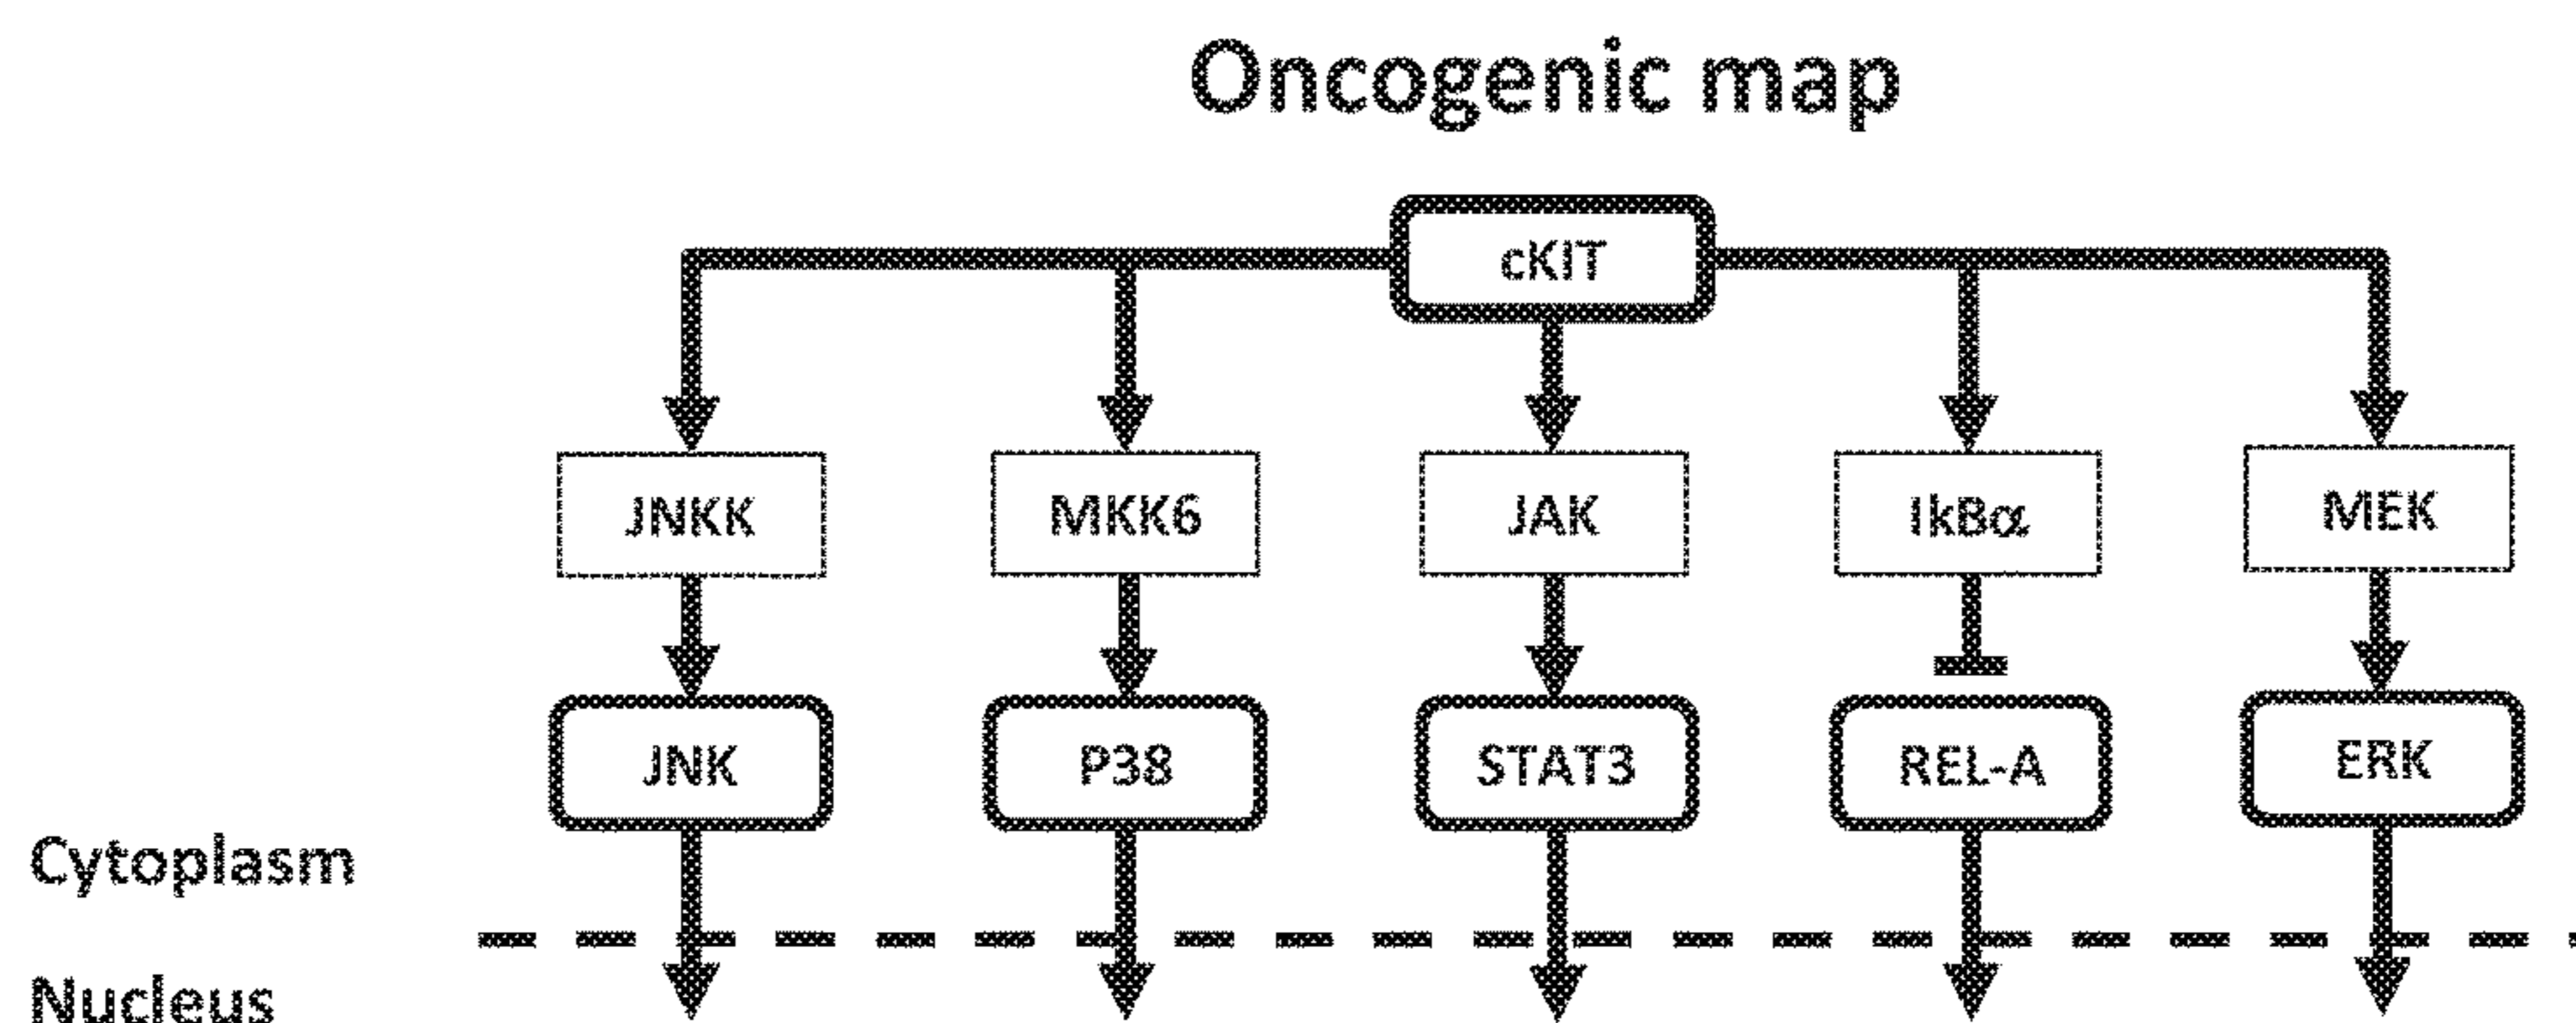 Oncogenic map
cKIT
JNKK
MKK6
JAK
IkBα
MEK
JNK
P38
STAT3
REL-A
ERK
Cytoplasm
Nucleus